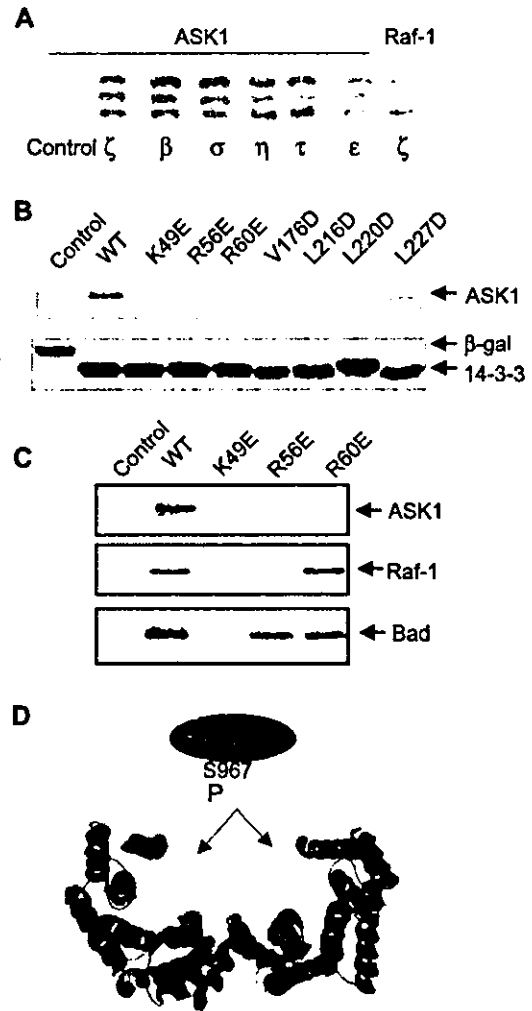 A
ASK1 Raf-1
Control ζ β σ η τ ε ζ
B
Control WT K49E R56E R60E V176D L216D L220D L227D
ASK1
β-gal
14-3-3
C
Control WT K49E R56E R60E
ASK1
Raf-1
Bad
D
S967
P